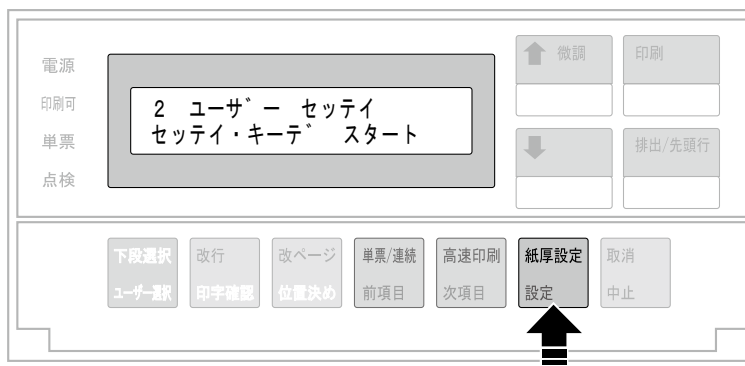 電源
印刷可
単票
点検
2 ユーザー セッテイ
セッテイ・キーデ スタート
微調
印刷
排出/先頭行
下段選択
ユーザー選択
改行
印字確認
改ページ
位置決め
単票/連続
前項目
高速印刷
次項目
紙厚設定
設定
取消
中止